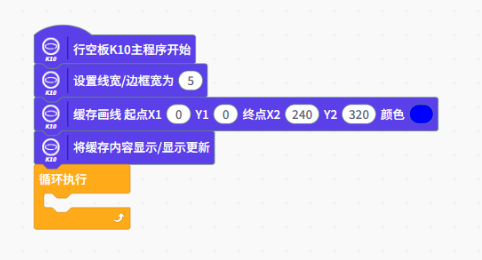 K10 行空板K10主程序开始
K10 设置线宽/边框宽为 5
K10 缓存画线 起点X1 0 Y1 0 终点X2 240 Y2 320 颜色
K10 将缓存内容显示/显示更新
循环执行